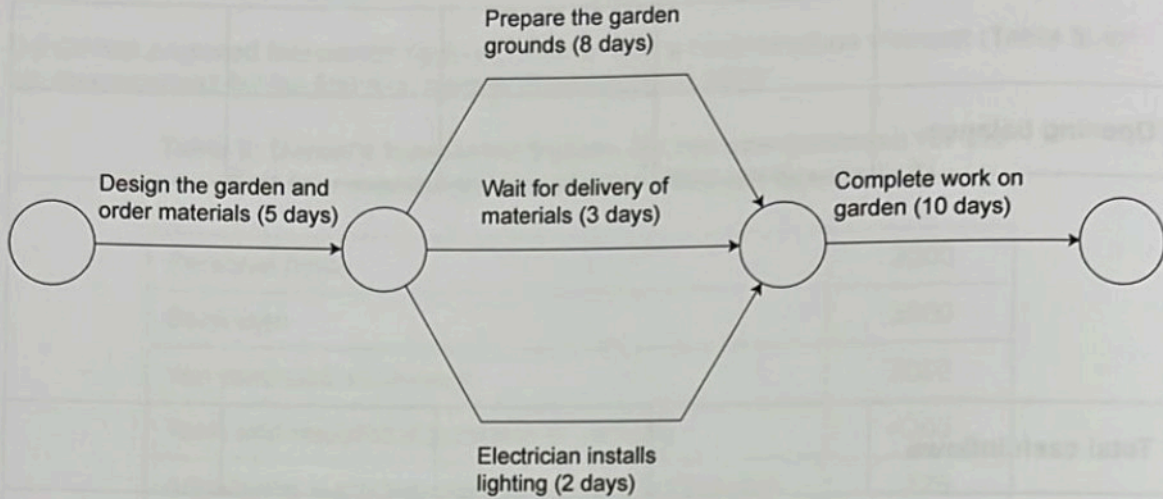 Prepare the garden
grounds (8 days)
Design the garden and
order materials (5 days)
Wait for delivery of
materials (3 days)
Complete work on
garden (10 days)
Electrician installs
lighting (2 days)